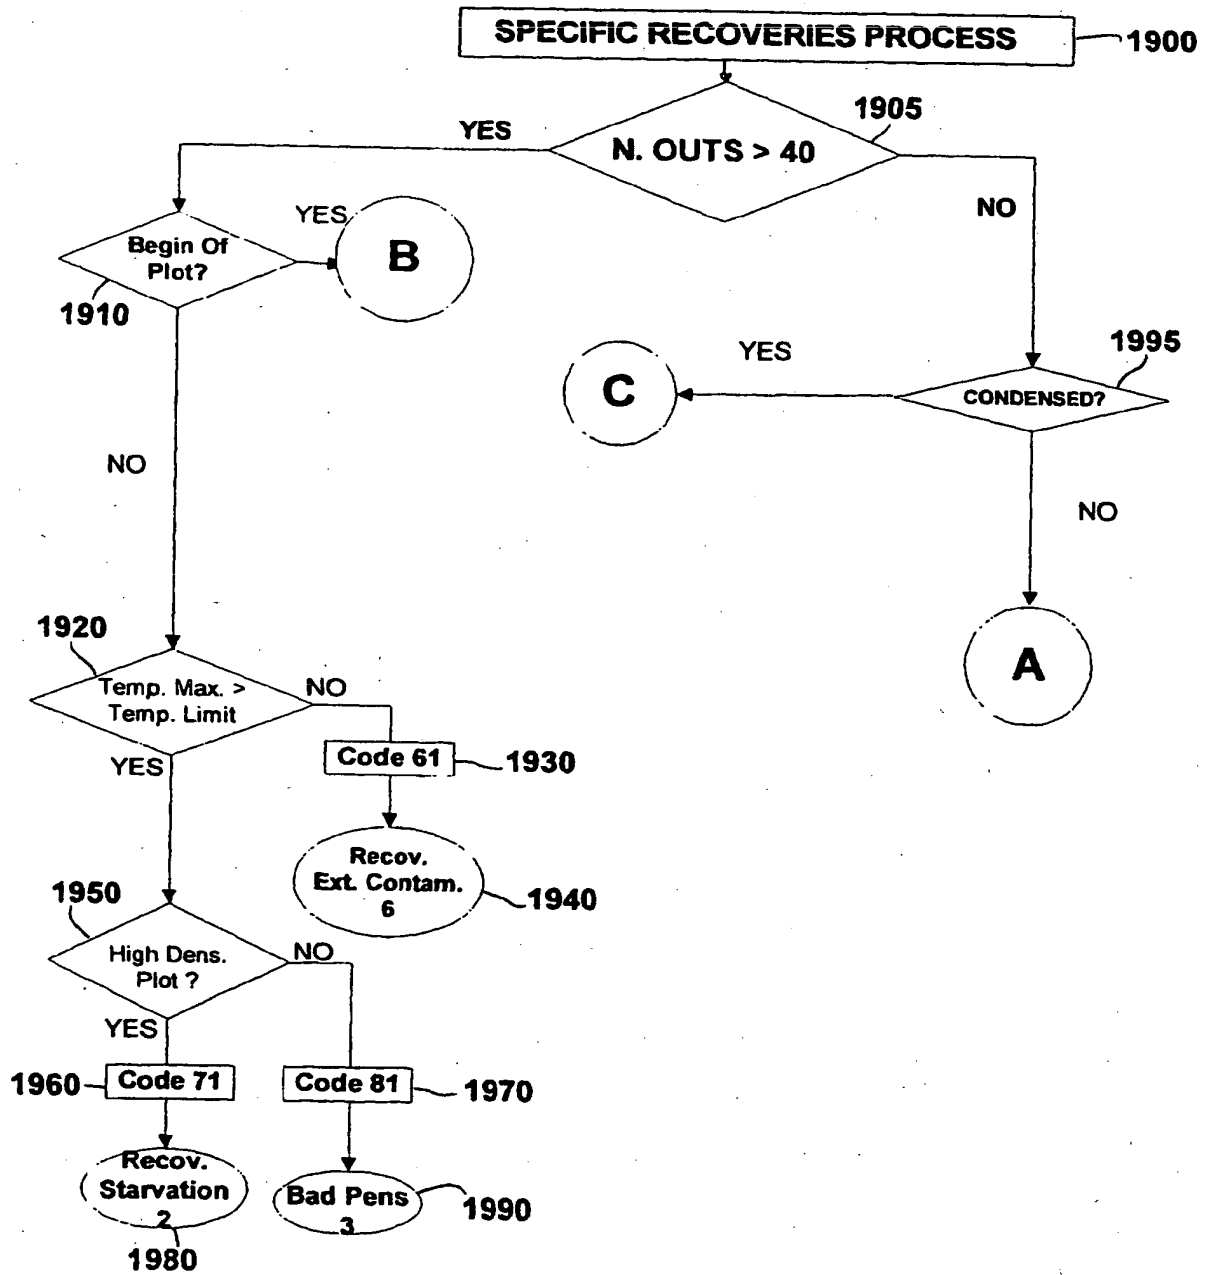 SPECIFIC RECOVERIES PROCESS
1900
1905
YES
N. OUTS > 40
NO
YES
Begin Of
Plot?
B
1910
1995
YES
C
CONDENSED?
NO
NO
1920
A
Temp. Max. >
Temp. Limit
NO
YES
Code 61
1930
Recov.
Ext. Contam.
6
1940
1950
High Dens.
Plot ?
NO
YES
1960
Code 71
Code 81
1970
Recov.
Starvation
2
Bad Pens
3
1990
1980